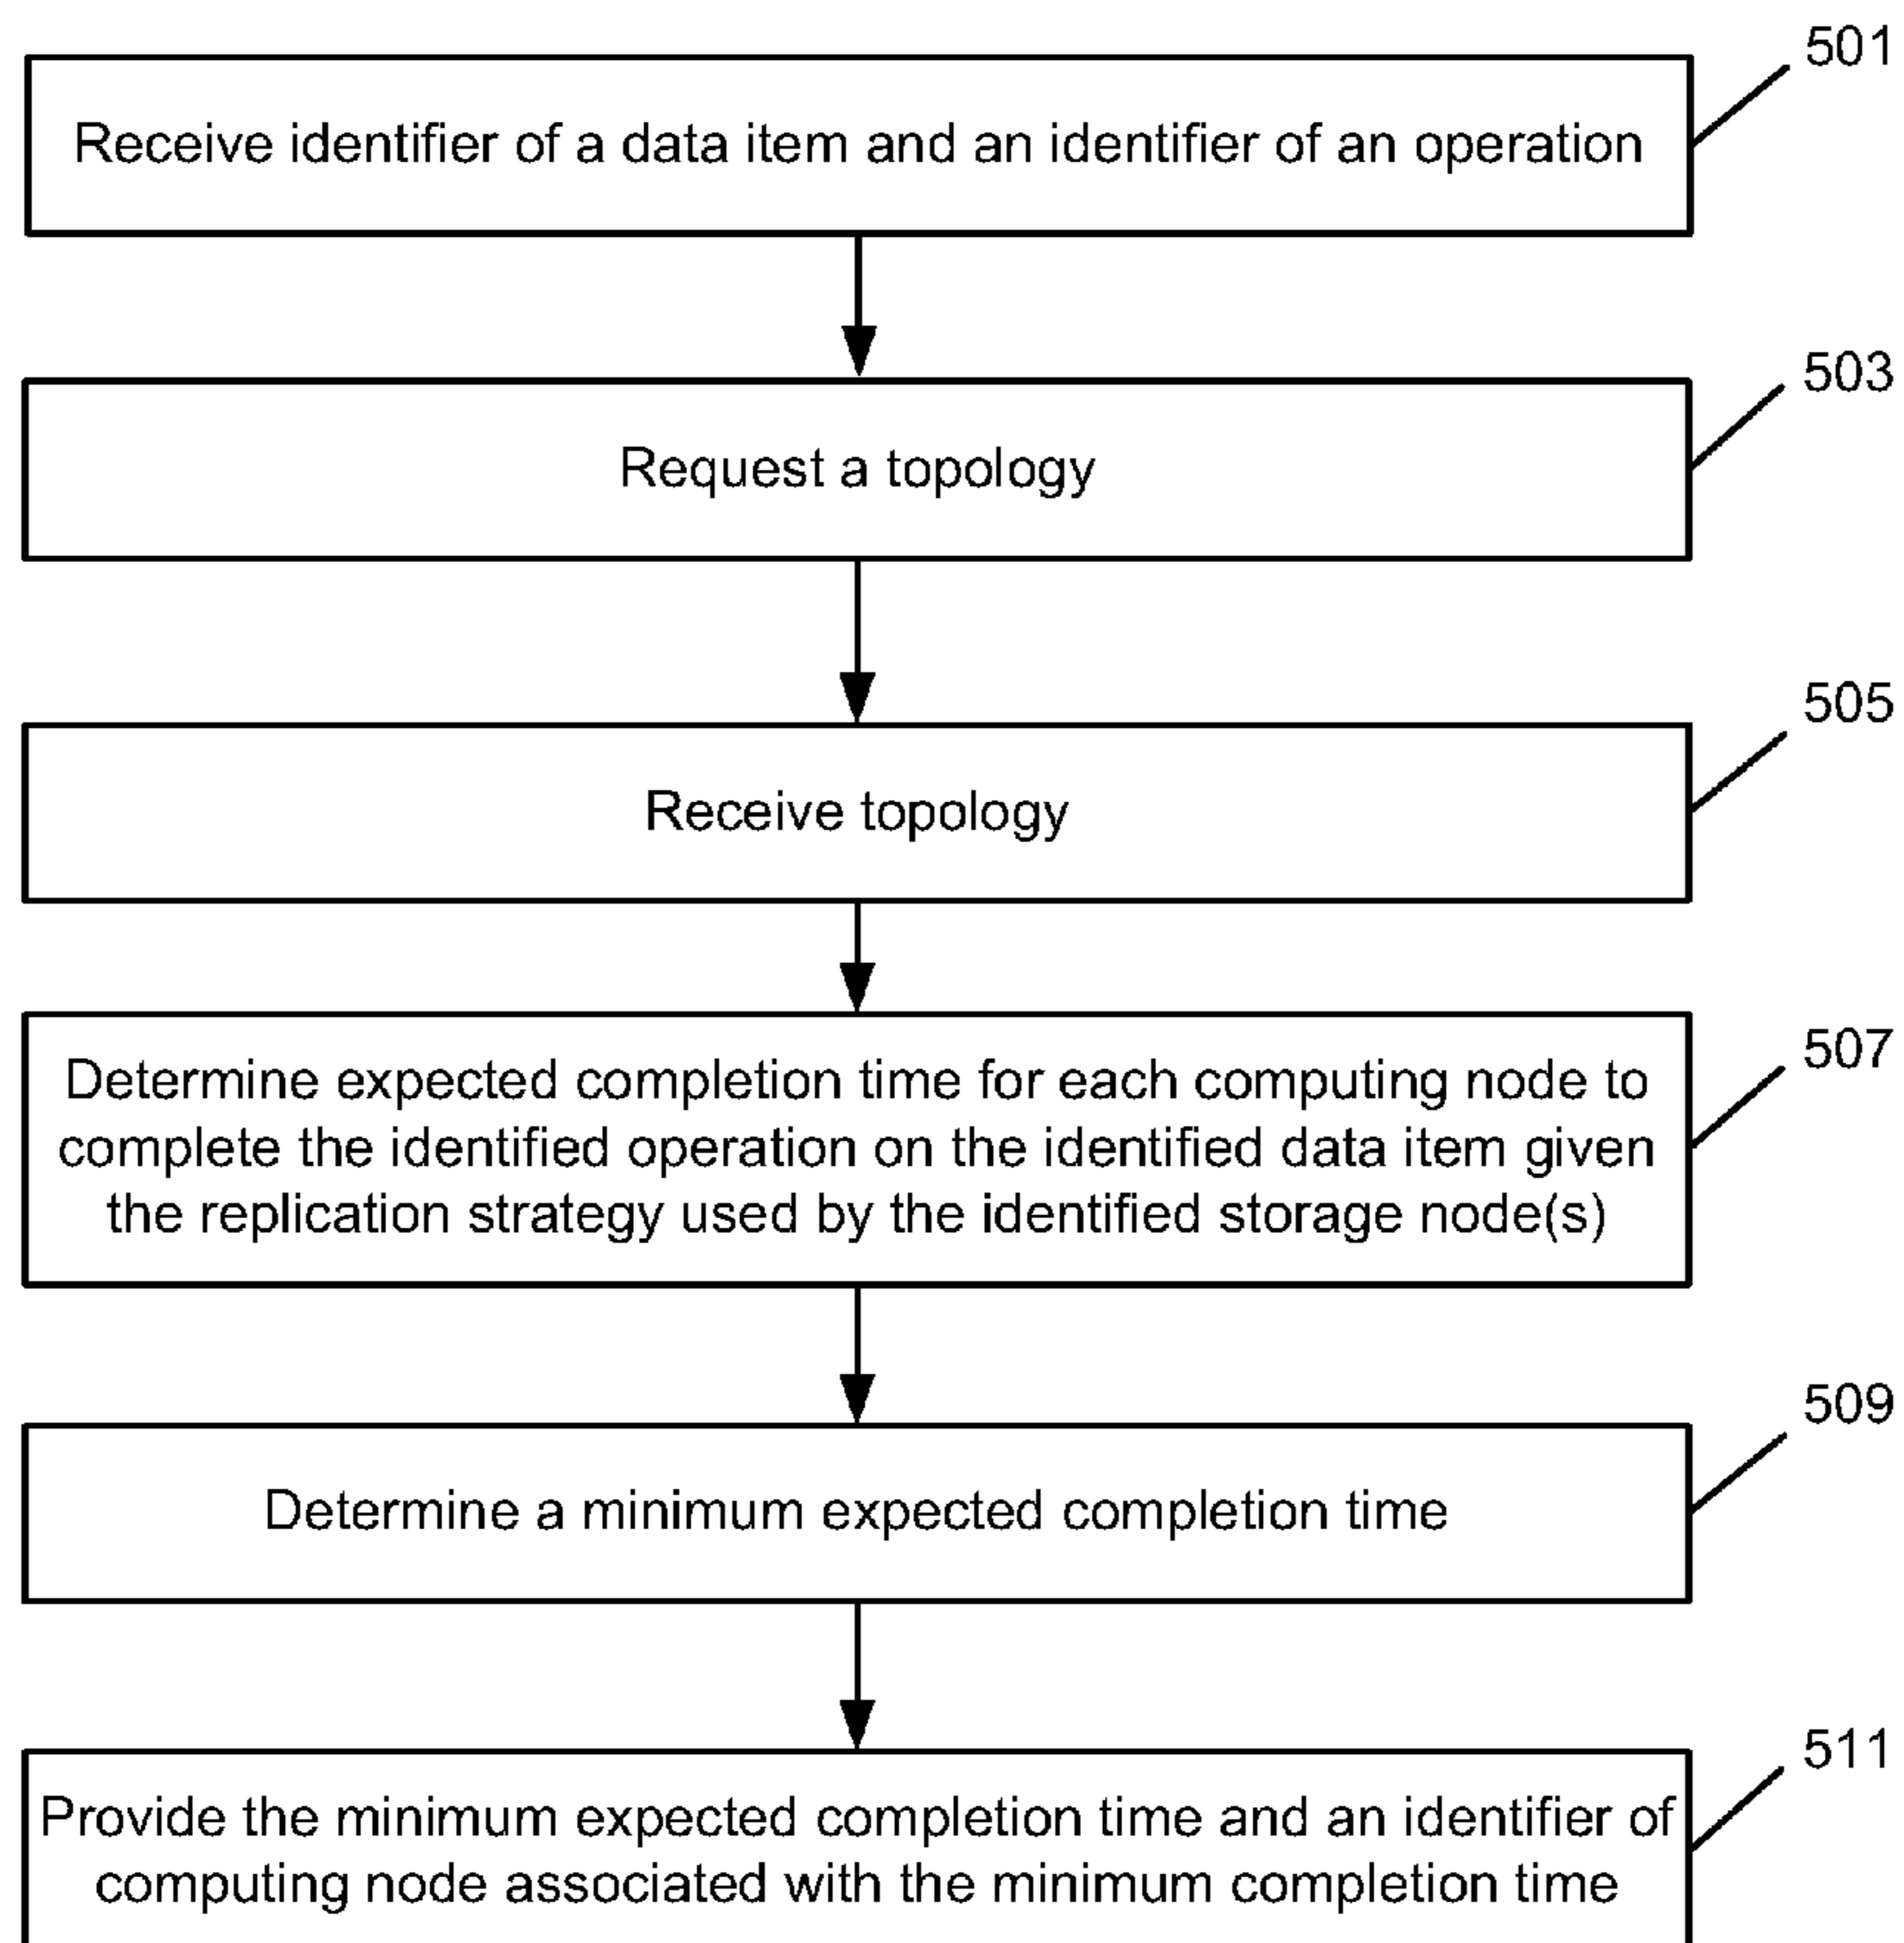 501
Receive identifier of a data item and an identifier of an operation
503
Request a topology
505
Receive topology
507
Determine expected completion time for each computing node to
complete the identified operation on the identified data item given
the replication strategy used by the identified storage node(s)
509
Determine a minimum expected completion time
511
Provide the minimum expected completion time and an identifier of
computing node associated with the minimum completion time